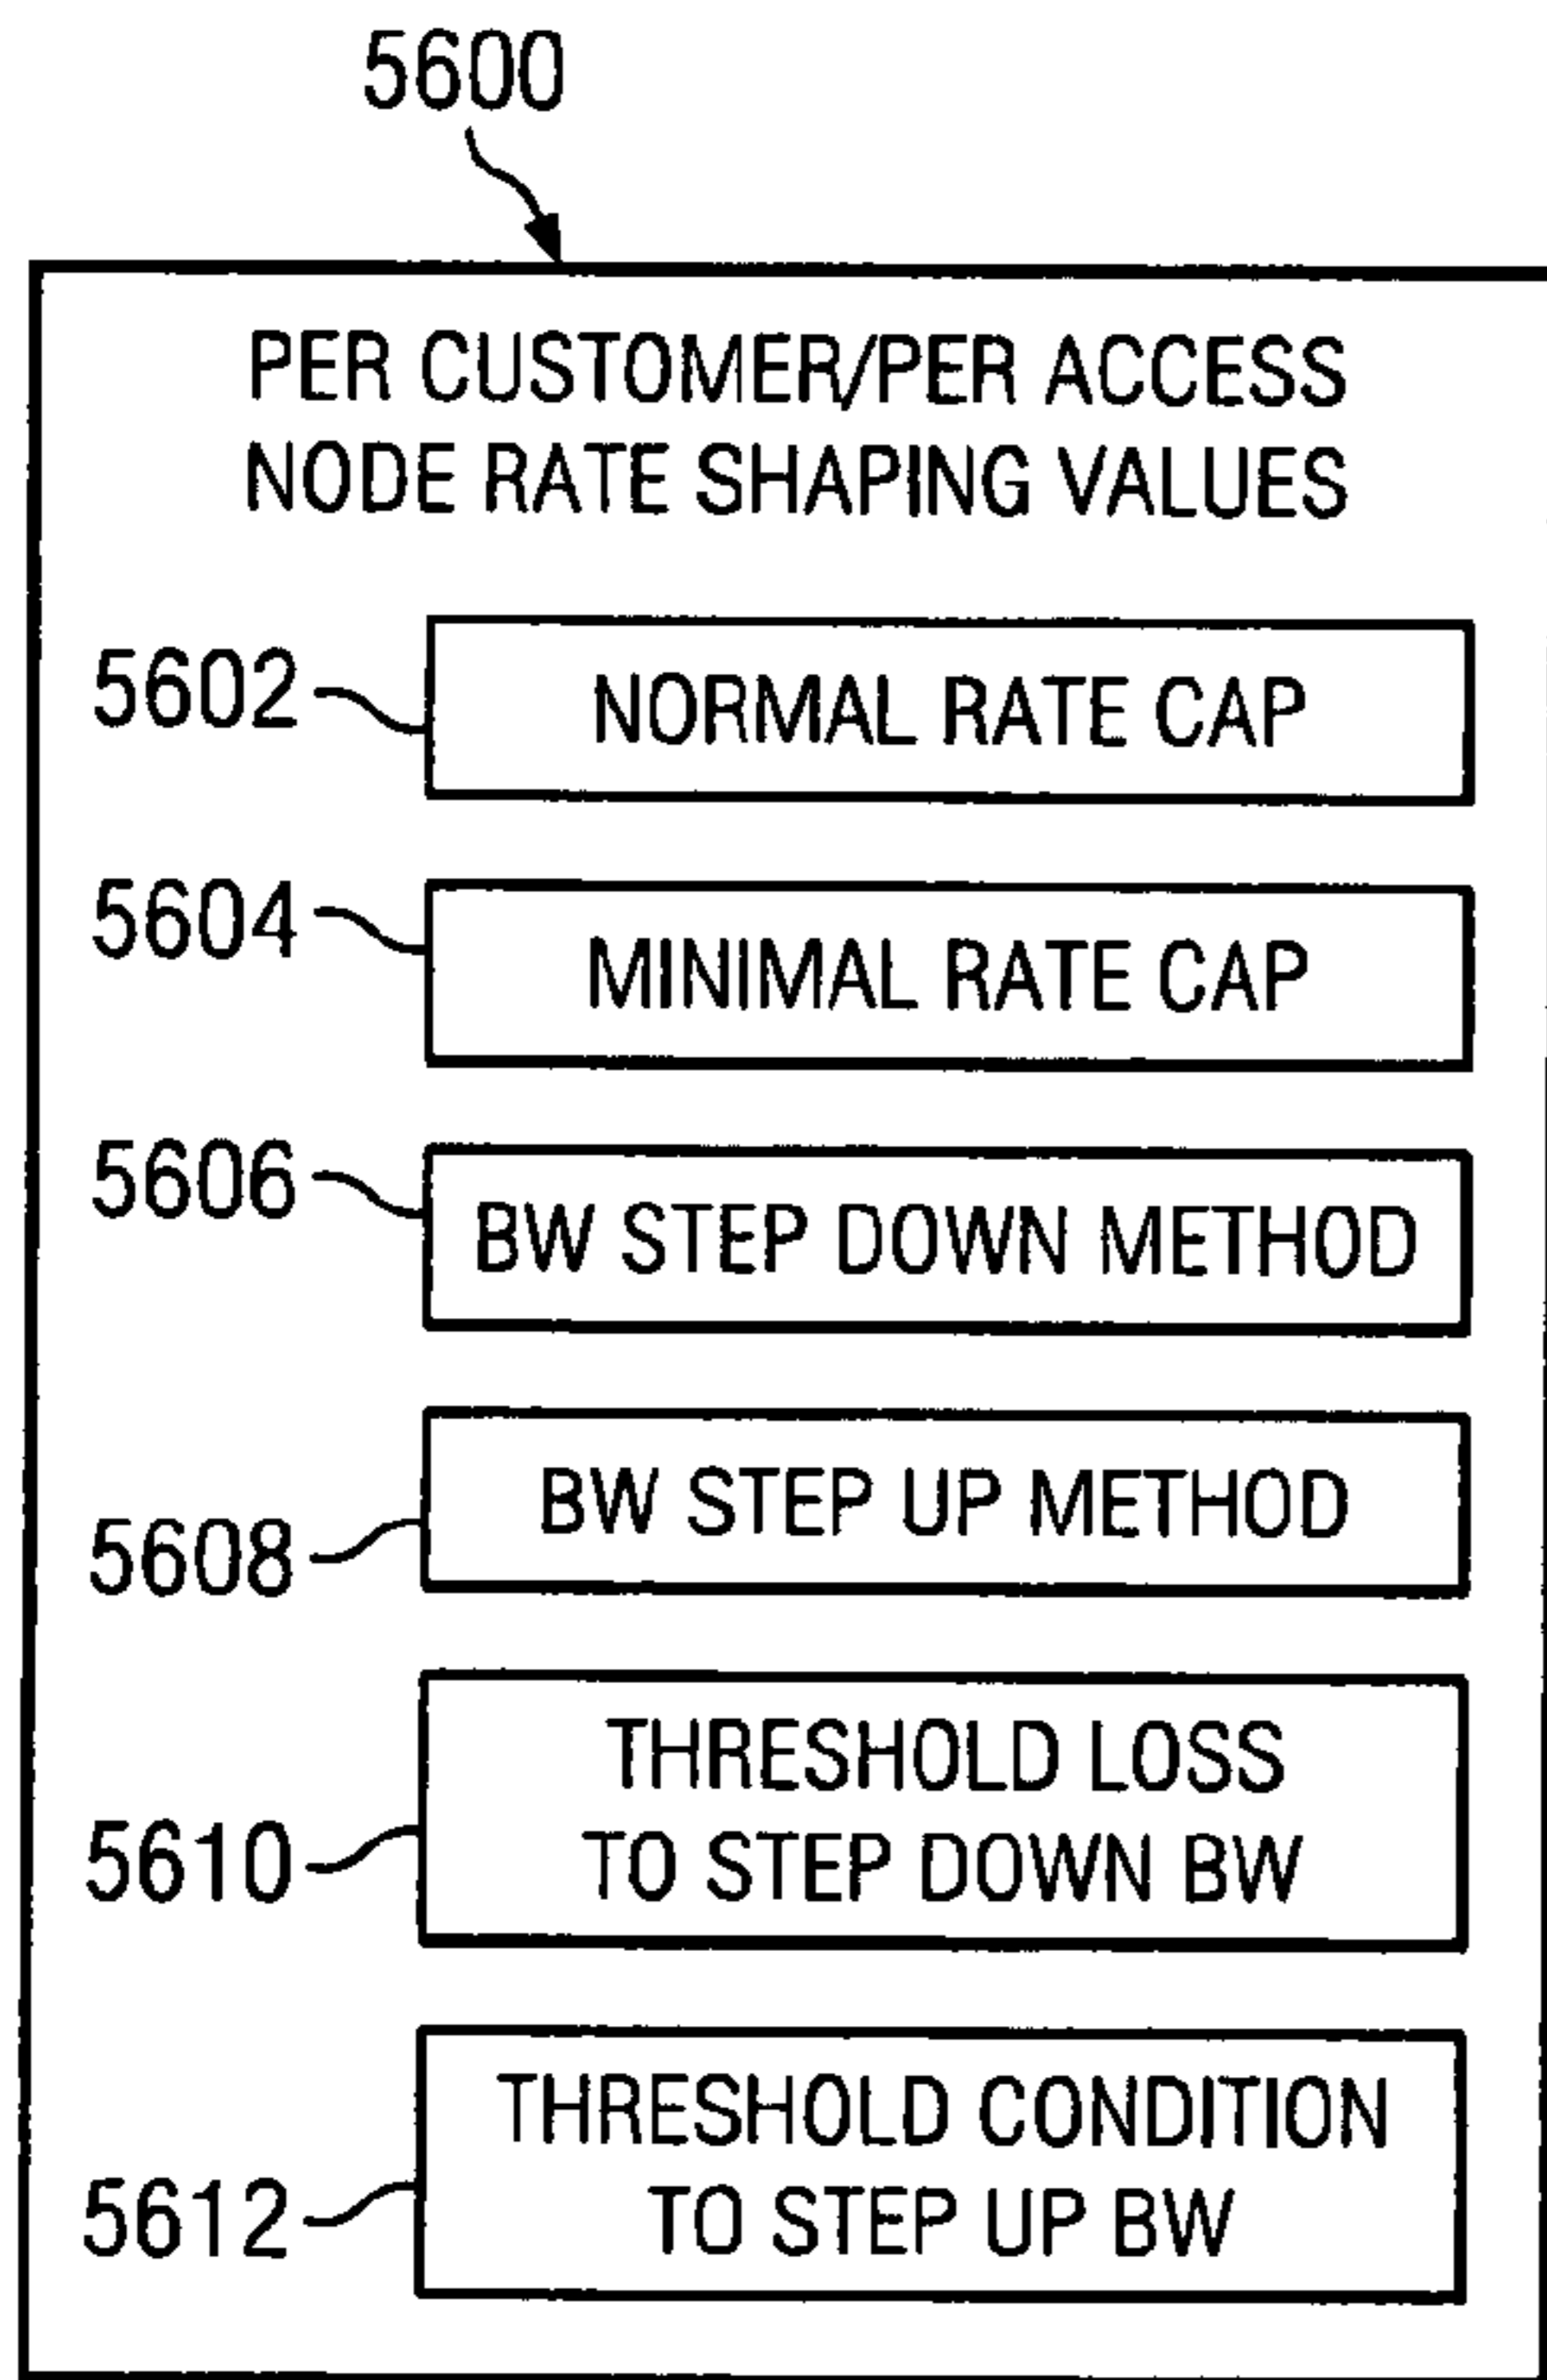 5600
PER CUSTOMER/PER ACCESS
NODE RATE SHAPING VALUES
5602
NORMAL RATE CAP
5604
MINIMAL RATE CAP
5606
BW STEP DOWN METHOD
5608
BW STEP UP METHOD
5610
THRESHOLD LOSS
TO STEP DOWN BW
5612
THRESHOLD CONDITION
TO STEP UP BW